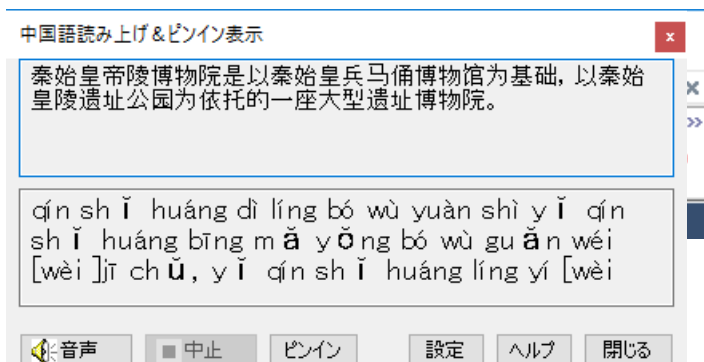 中国語読み上げ&ピンイン表示
秦始皇帝陵博物院是以秦始皇兵马俑博物馆为基础, 以秦始
皇陵遗址公园为依托的一座大型遗址博物院。
qín shǐ huáng dì líng bó wù yuàn shì yǐ qín
shǐ huáng bīng mǎ yǒng bó wù guǎn wéi
[wèi ]jī chǔ, yǐ qín shǐ huáng líng yí [wèi
音声 中止 ピンイン 設定 ヘルプ 閉じる